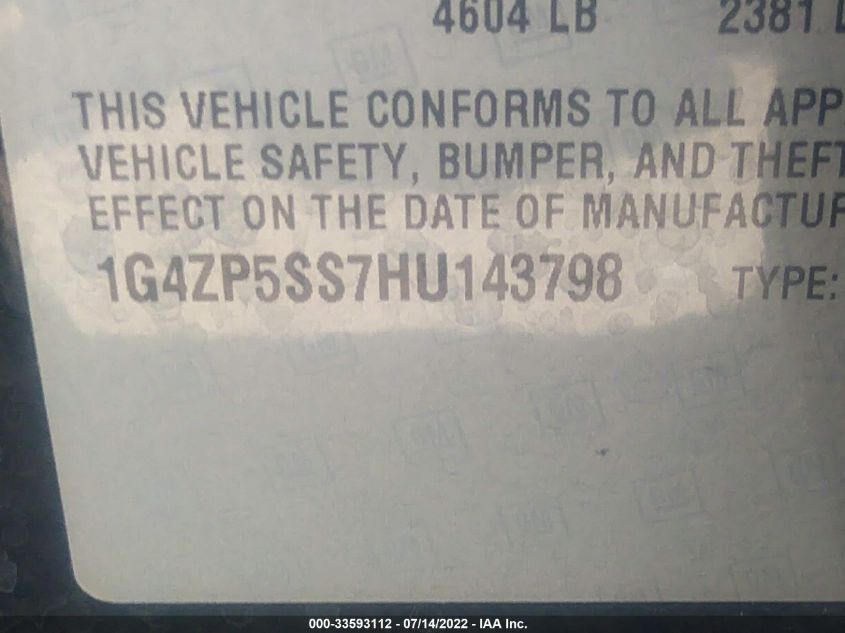 4604 LB 2381 L
THIS VEHICLE CONFORMS TO ALL APP
VEHICLE SAFETY, BUMPER, AND THEFT
EFFECT ON THE DATE OF MANUFACTUR
1G4ZP5SS7HU143798 TYPE:
000-33593112 - 07/14/2022 - IAA Inc.